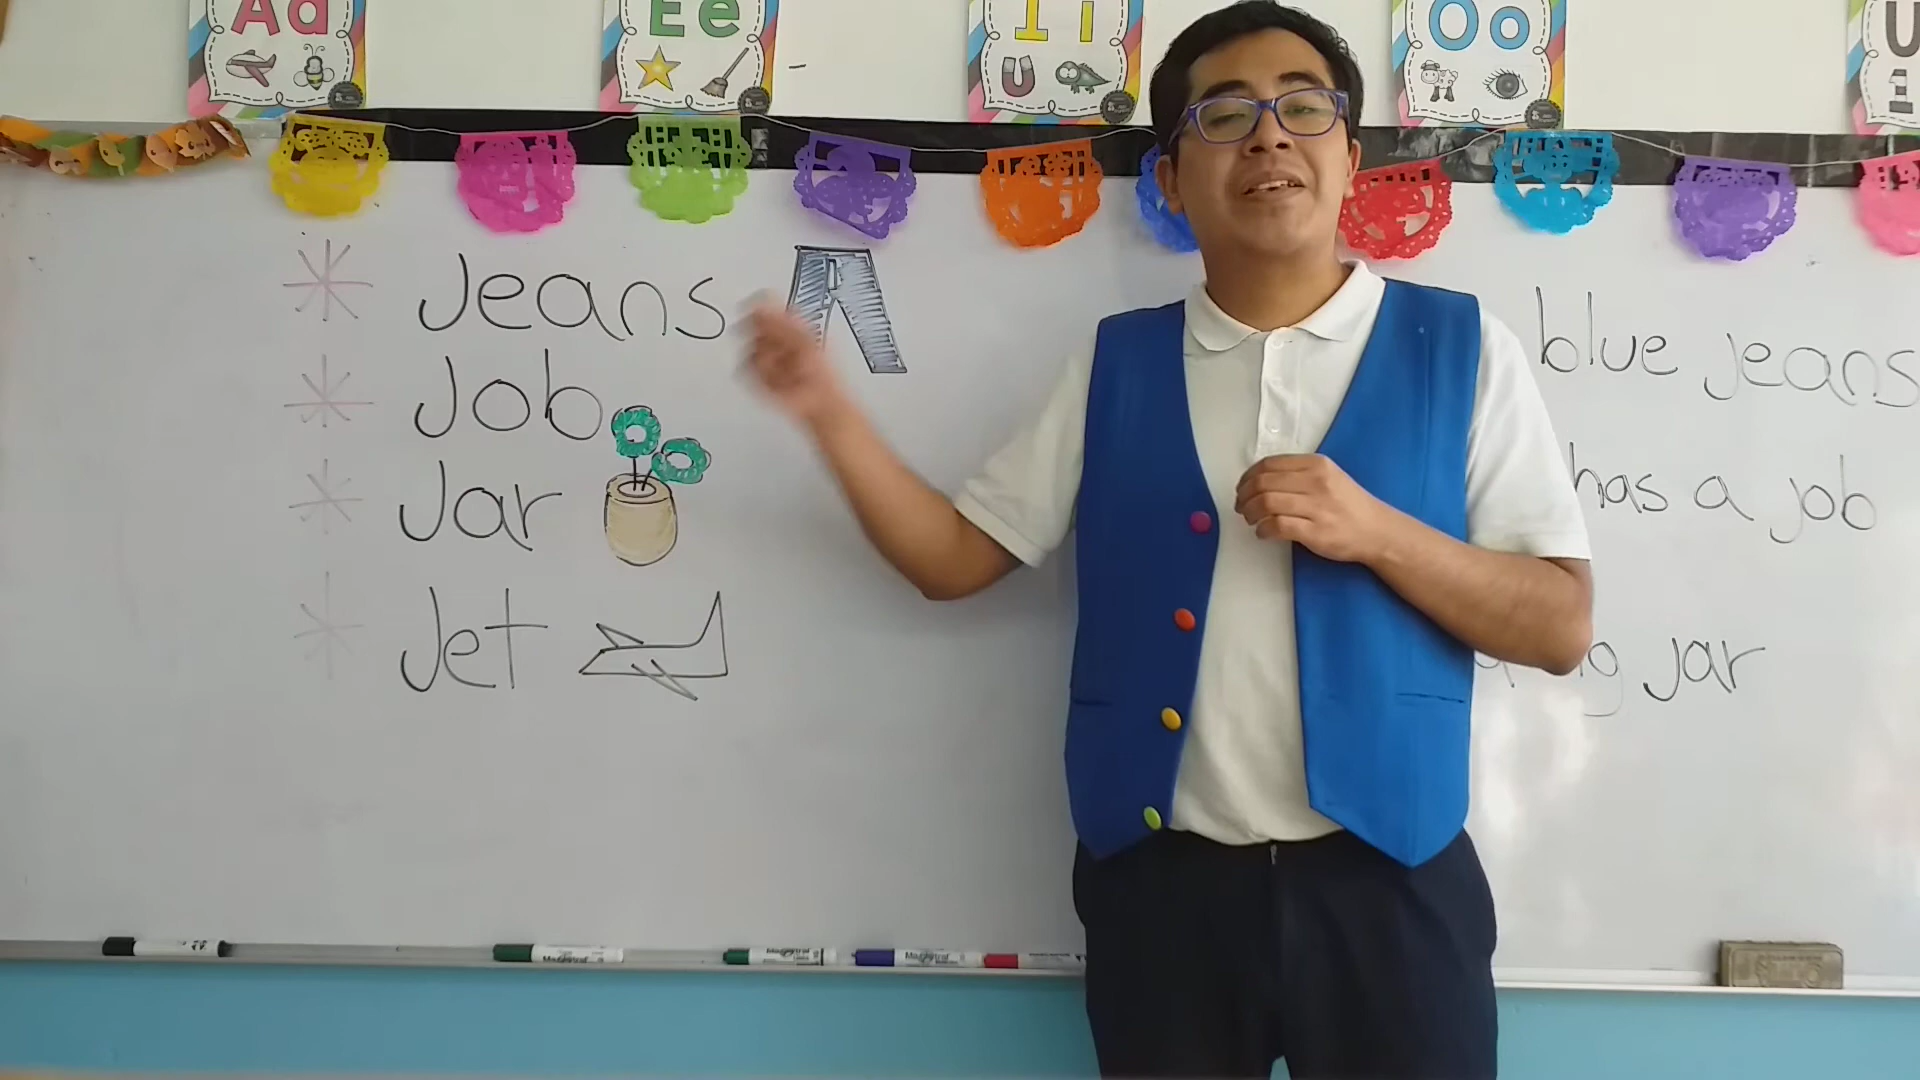 Aa
Ee
Ii
Oo
U
Jeans
Job
Jar
Jet
blue jeans
has a job
jar